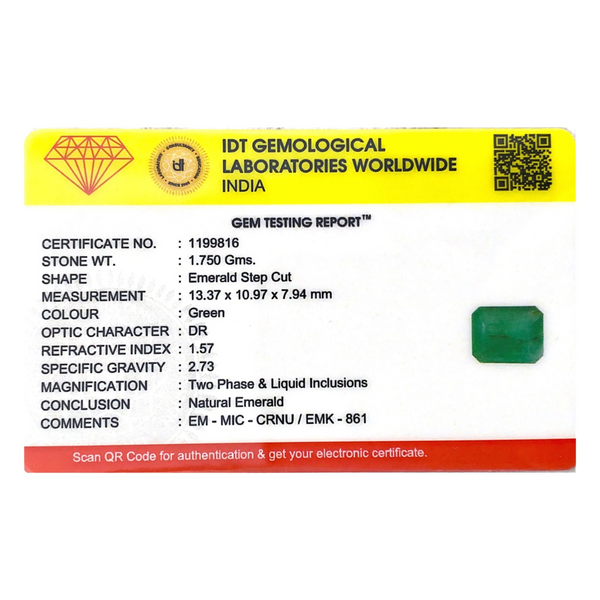 IDT GEMOLOGICAL
LABORATORIES WORLDWIDE
INDIA
GEM TESTING REPORT™
CERTIFICATE NO. : 1199816
STONE WT. : 1.750 Gms.
SHAPE : Emerald Step Cut
MEASUREMENT : 13.37 x 10.97 x 7.94 mm
COLOUR : Green
OPTIC CHARACTER : DR
REFRACTIVE INDEX : 1.57
SPECIFIC GRAVITY : 2.73
MAGNIFICATION : Two Phase & Liquid Inclusions
CONCLUSION : Natural Emerald
COMMENTS : EM - MIC - CRNU / EMK - 861
Scan QR Code for authentication & get your electronic certificate.